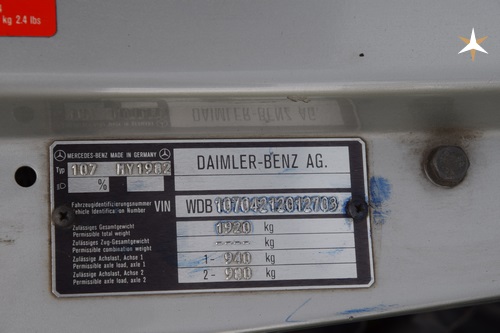 kg 2.4 lbs
MERCEDES-BENZ MADE IN GERMANY
Typ 107 MY1982
%
DAIMLER-BENZ AG.
Fahrzeugidentifizierungsnummer
Vehicle Identification Number
VIN WDB10704212012703
Zulässiges Gesamtgewicht
Permissible total weight
1920 kg
Zulässiges Zug-Gesamtgewicht
Permissible combination weight
---- kg
Zulässige Achslast, Achse 1
Permissible axle load, axle 1
1- 940 kg
Zulässige Achslast, Achse 2
Permissible axle load, axle 2
2- 980 kg